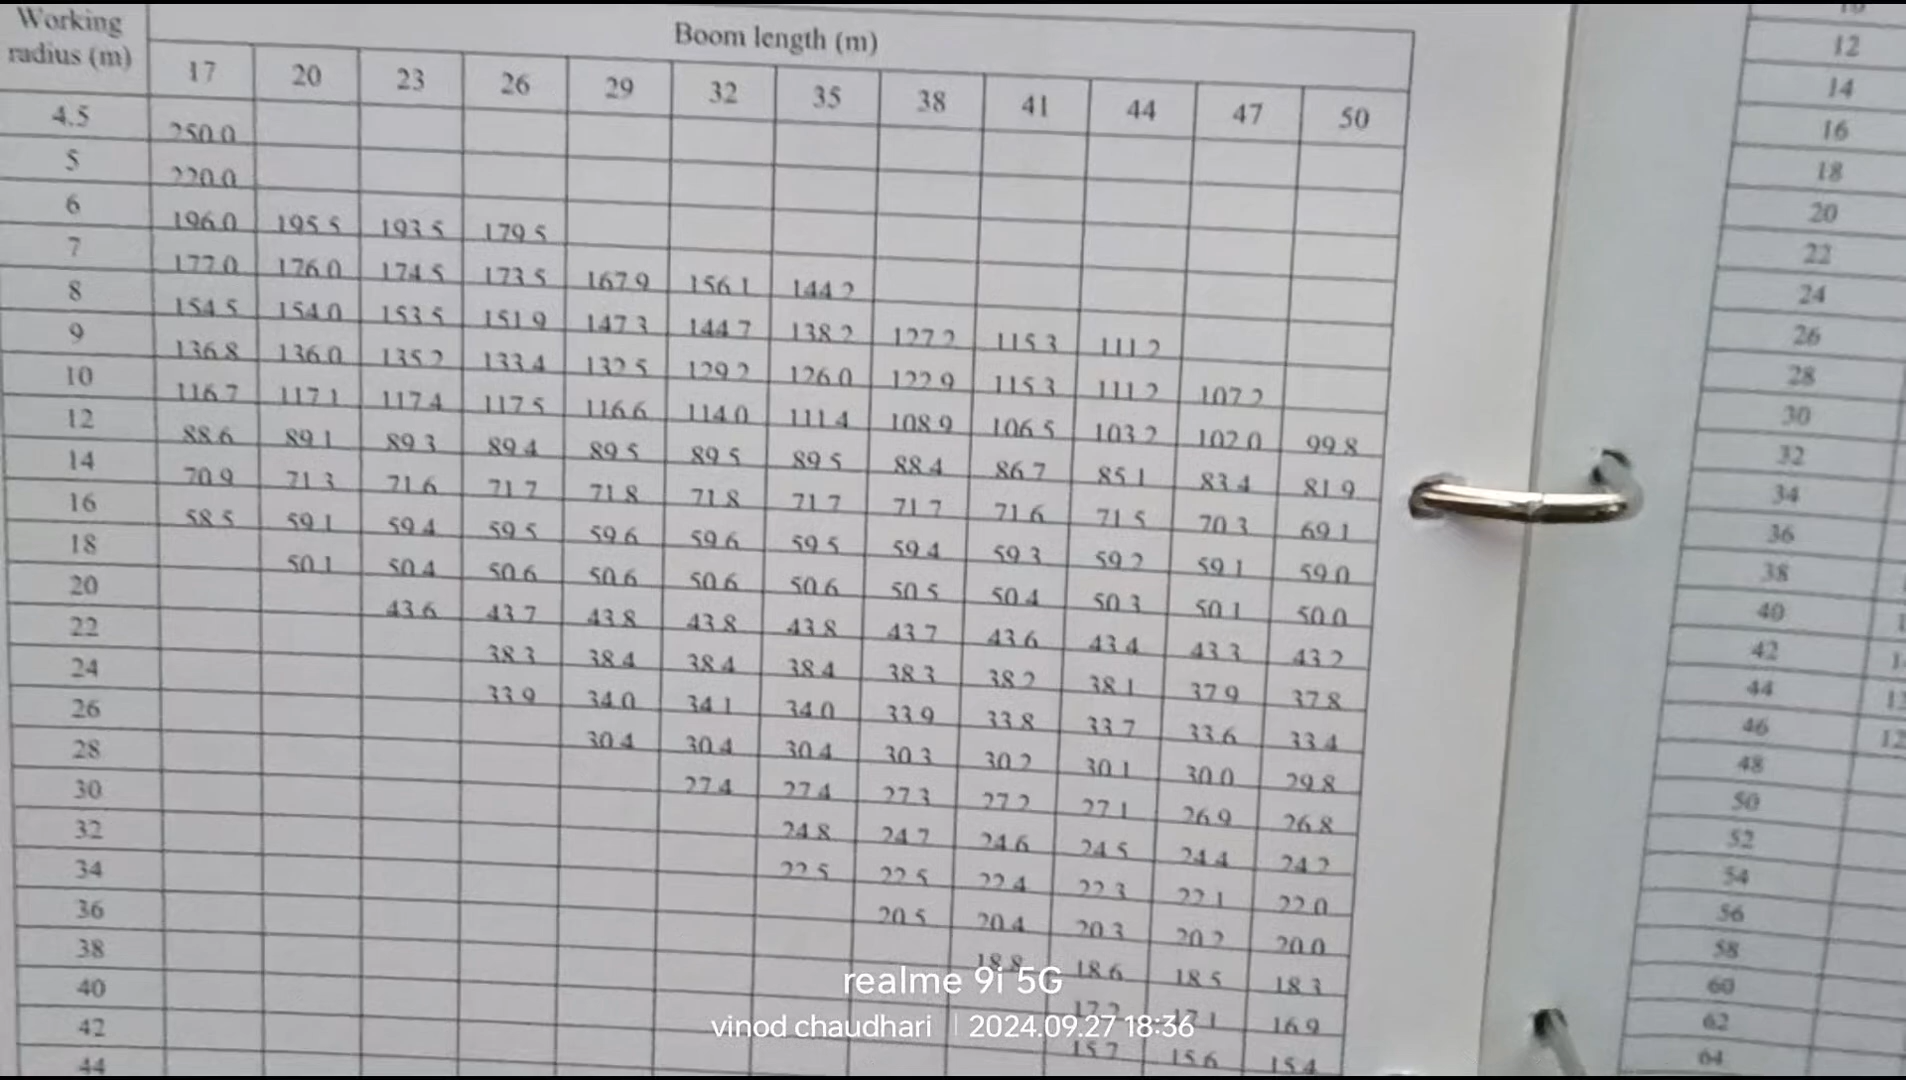 Working radius (m) Boom length (m)
17 20 23 26 29 32 35 38 41 44 47 50
4.5 250.0
5 220.0
6 196.0 195.5 193.5 179.5
7 177.0 176.0 174.5 173.5 167.9 156.1 144.2
8 154.5 154.0 153.5 151.9 147.3 144.7 138.2 127.2 115.3 111.2
9 136.8 136.0 135.2 133.4 132.5 129.2 126.0 122.9 115.3 111.2 107.2
10 116.7 117.1 117.4 117.5 116.6 114.0 111.4 108.9 106.5 103.2 102.0 99.8
12 88.6 89.1 89.3 89.4 89.5 89.5 89.5 88.4 86.7 85.1 83.4 81.9
14 70.9 71.3 71.6 71.7 71.8 71.8 71.7 71.7 71.6 71.5 70.3 69.1
16 58.5 59.1 59.4 59.5 59.6 59.6 59.5 59.4 59.3 59.2 59.1 59.0
18 50.1 50.4 50.6 50.6 50.6 50.6 50.5 50.4 50.3 50.1 50.0
20 43.6 43.7 43.8 43.8 43.8 43.7 43.6 43.4 43.3 43.2
22 38.3 38.4 38.4 38.4 38.3 38.2 38.1 37.9 37.8
24 33.9 34.0 34.1 34.0 33.9 33.8 33.7 33.6 33.4
26 30.4 30.4 30.4 30.3 30.2 30.1 30.0 29.8
28 27.4 27.4 27.3 27.2 27.1 26.9 26.8
30 24.8 24.7 24.6 24.5 24.4 24.2
32 22.5 22.5 22.4 22.3 22.1 22.0
34 20.5 20.4 20.3 20.2 20.0
36 18.8 18.6 18.5 18.3
38 17.2 17.1 16.9
40 15.7 15.6 15.4
42
44
12
14
16
18
20
22
24
26
28
30
32
34
36
38
40
42
44
46
48
50
52
54
56
58
60
62
64
realme 9i 5G
vinod chaudhari | 2024.09.27 18:36